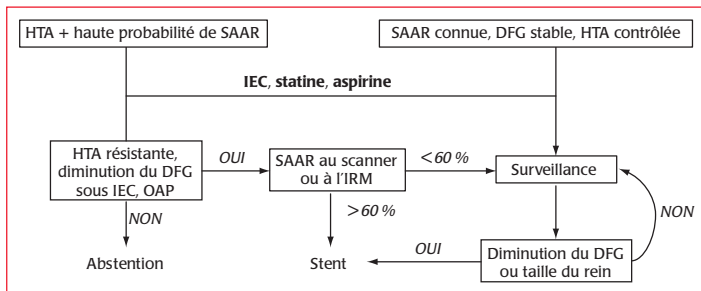 HTA + haute probabilité de SAAR
SAAR connue, DFG stable, HTA contrôlée
IEC, statine, aspirine
HTA résistante,
diminution du DFG
sous IEC, OAP
OUI
SAAR au scanner
ou à l'IRM
<60 %
Surveillance
NON
>60 %
NON
Abstention
Stent
OUI
Diminution du DFG
ou taille du rein